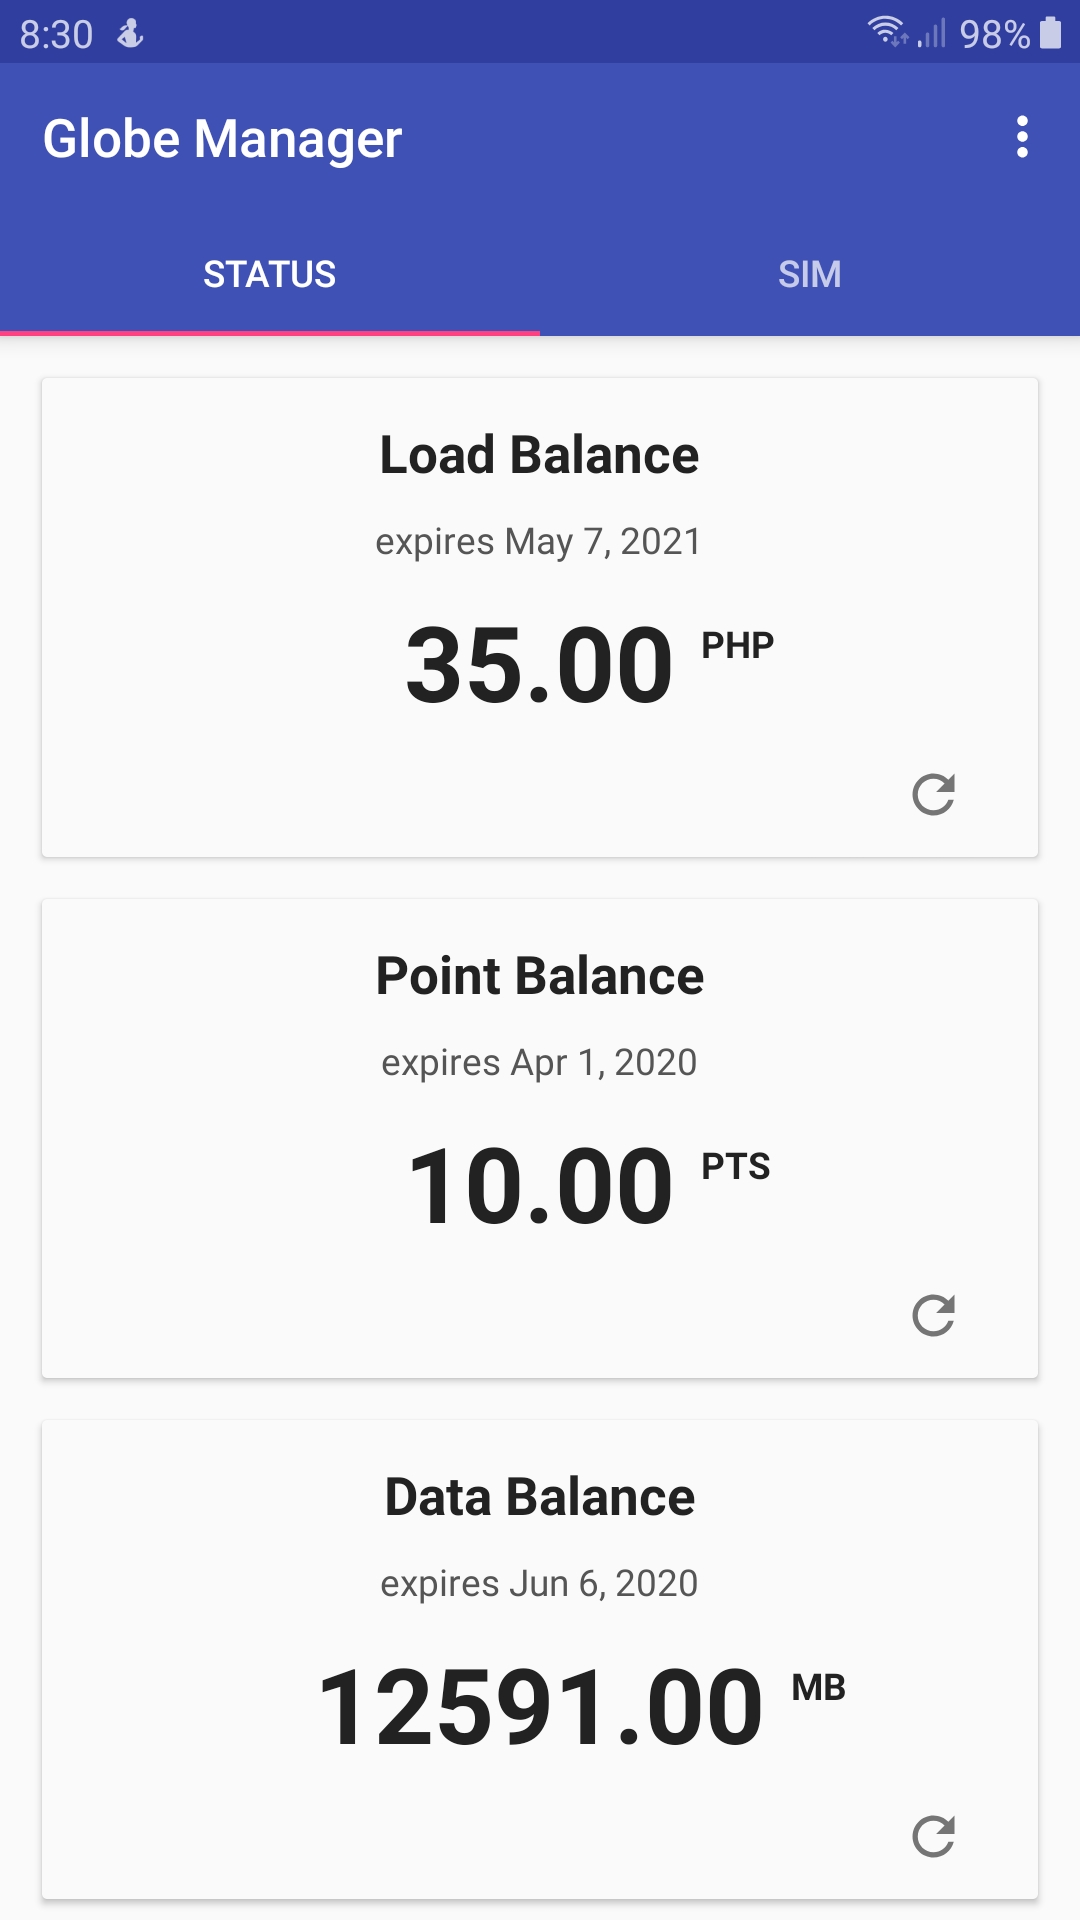 8:30 98%
Globe Manager
STATUS SIM
Load Balance
expires May 7, 2021
35.00 PHP
Point Balance
expires Apr 1, 2020
10.00 PTS
Data Balance
expires Jun 6, 2020
12591.00 MB